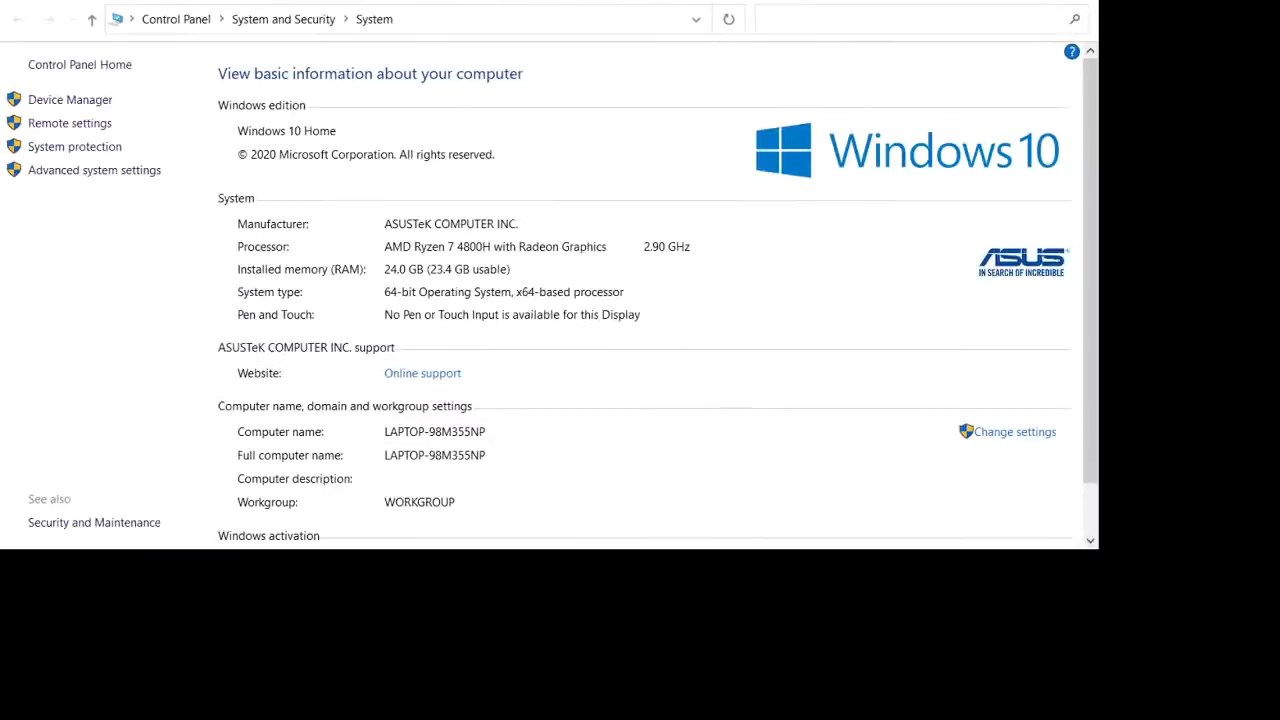 Control Panel > System and Security > System
Control Panel Home
Device Manager
Remote settings
System protection
Advanced system settings
See also
Security and Maintenance
?
View basic information about your computer
Windows edition
Windows 10 Home
© 2020 Microsoft Corporation. All rights reserved.
Windows 10
System
Manufacturer: ASUSTeK COMPUTER INC.
Processor: AMD Ryzen 7 4800H with Radeon Graphics 2.90 GHz
Installed memory (RAM): 24.0 GB (23.4 GB usable)
System type: 64-bit Operating System, x64-based processor
Pen and Touch: No Pen or Touch Input is available for this Display
ASUS
IN SEARCH OF INCREDIBLE
ASUSTeK COMPUTER INC. support
Website: Online support
Computer name, domain and workgroup settings
Computer name: LAPTOP-98M355NP
Change settings
Full computer name: LAPTOP-98M355NP
Computer description:
Workgroup: WORKGROUP
Windows activation